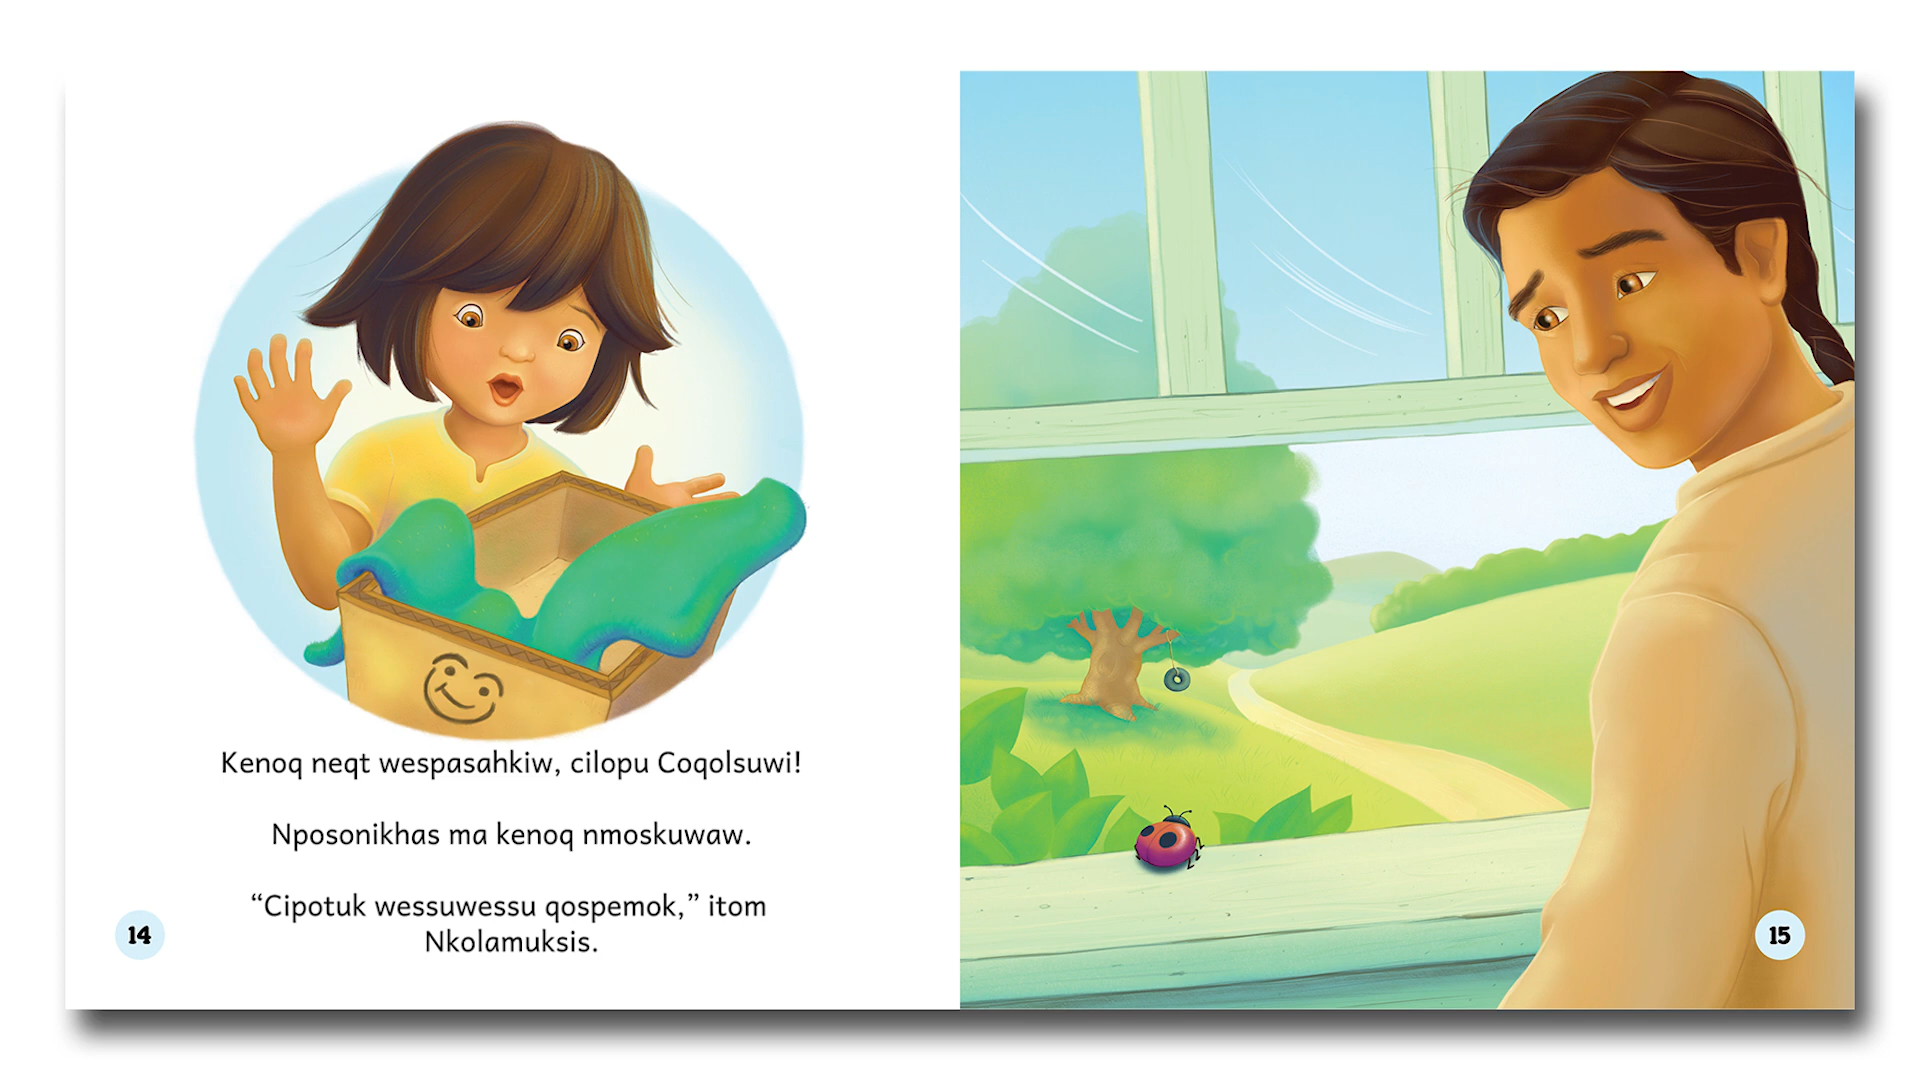 Kenoq neqt wespasahkiw, cilopu Coqolsuwi!
Nposonikhas ma kenoq nmoskuwaw.
“Cipotuk wessuwessu qospemok,” itom
Nkolamuksis.
14
15